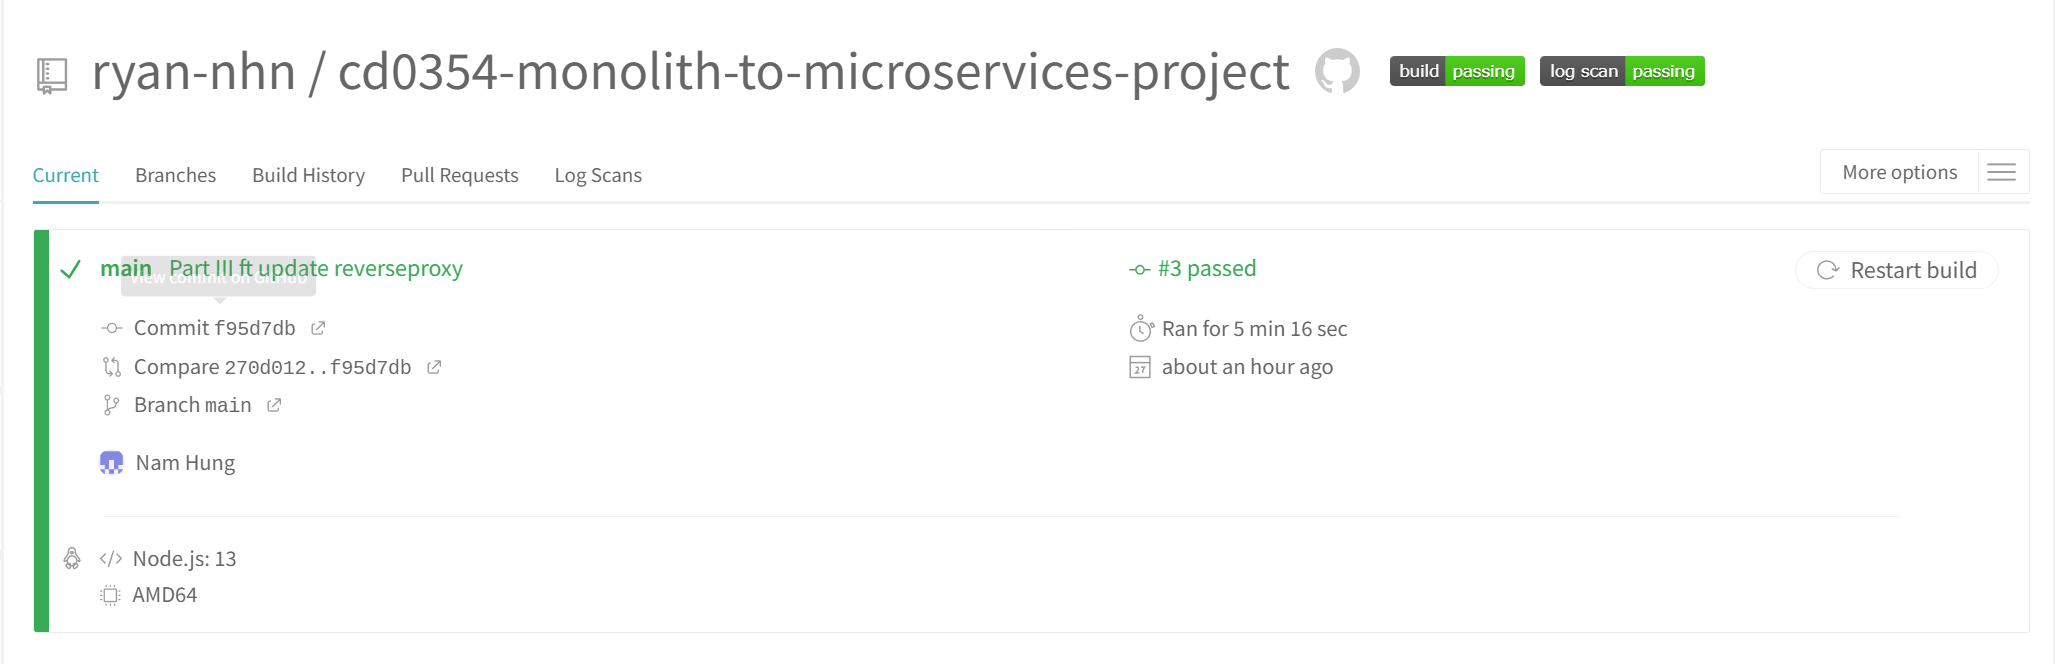 ryan-nhn / cd0354-monolith-to-microservices-project build passing log scan passing
Current Branches Build History Pull Requests Log Scans More options
main Part III ft update reverseproxy #3 passed Restart build
View commit on GitHub
Commit f95d7db Ran for 5 min 16 sec
Compare 270d012..f95d7db 27 about an hour ago
Branch main
Nam Hung
</> Node.js: 13
AMD64